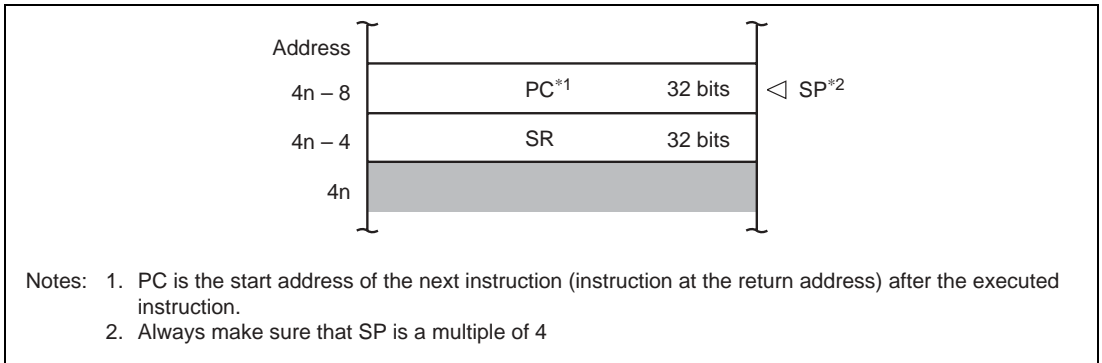 Address
4n – 8 PC*1 32 bits ◁ SP*2
4n – 4 SR 32 bits
4n
Notes: 1. PC is the start address of the next instruction (instruction at the return address) after the executed
instruction.
2. Always make sure that SP is a multiple of 4